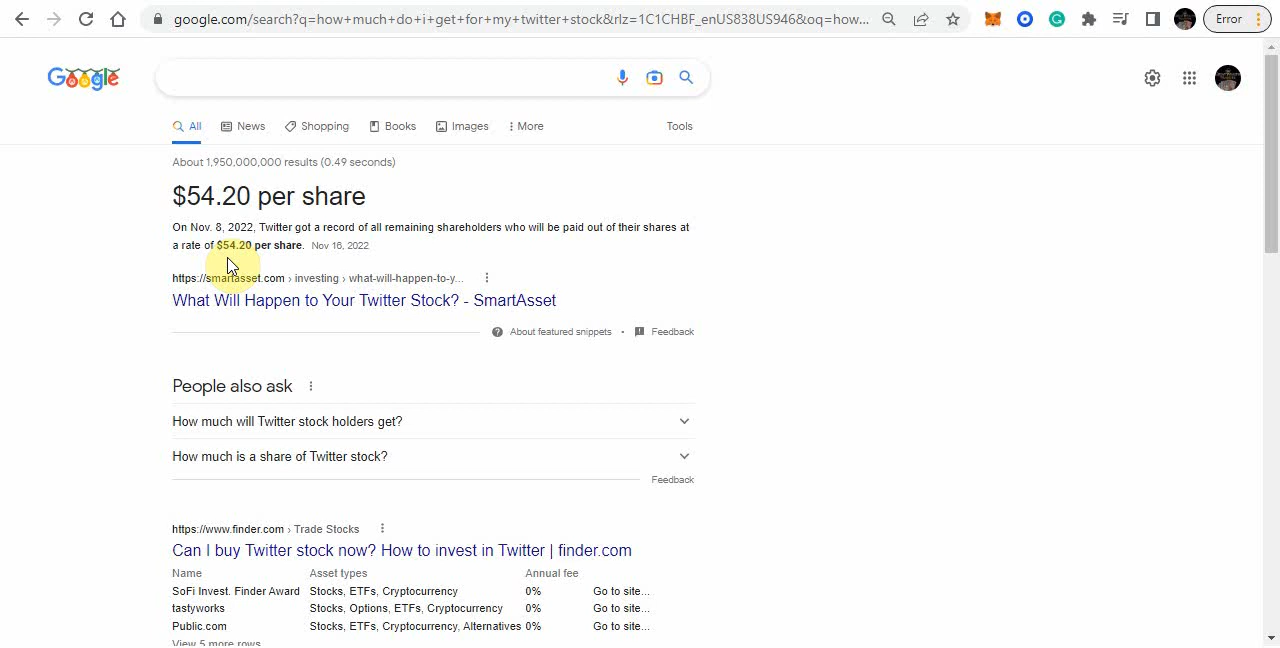 google.com/search?q=how+much+do+i+get+for+my+twitter+stock&rlz=1C1CHBF_enUS838US946&oq=how...
Error
Google
All
News
Shopping
Books
Images
More
Tools
About 1,950,000,000 results (0.49 seconds)
$54.20 per share
On Nov. 8, 2022, Twitter got a record of all remaining shareholders who will be paid out of their shares at
a rate of $54.20 per share. Nov 16, 2022
https://smartasset.com › investing › what-will-happen-to-y...
What Will Happen to Your Twitter Stock? - SmartAsset
About featured snippets • Feedback
People also ask
How much will Twitter stock holders get?
How much is a share of Twitter stock?
Feedback
https://www.finder.com › Trade Stocks
Can I buy Twitter stock now? How to invest in Twitter | finder.com
Name Asset types Annual fee
SoFi Invest. Finder Award Stocks, ETFs, Cryptocurrency 0% Go to site...
tastyworks Stocks, Options, ETFs, Cryptocurrency 0% Go to site...
Public.com Stocks, ETFs, Cryptocurrency, Alternatives 0% Go to site...
View 5 more rows